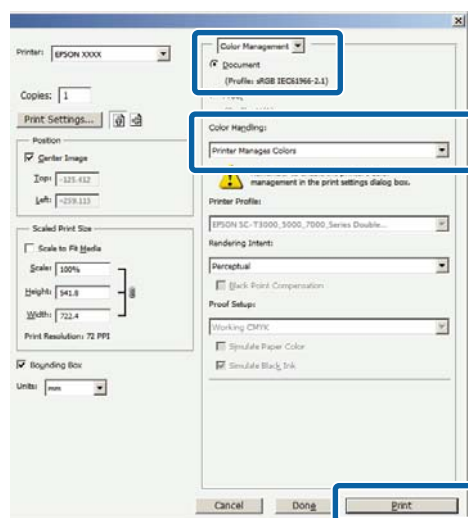 Printer: EPSON XXXX
Copies: 1
Print Settings...
Position
Center Image
Top: -125.412
Left: -259.115
Scaled Print Size
Scale to Fit Media
Scale: 100%
Height: 541.8
Width: 722.4
Print Resolution: 72 PPI
Bounding Box
Units: mm
Color Management
Document
(Profile: sRGB IEC61966-2.1)
Color Handling:
Printer Manages Colors
management in the print settings dialog box.
Printer Profile:
EPSON SC-T3000_5000_7000_Series Double...
Rendering Intent:
Perceptual
Black Point Compensation
Proof Setup:
Working CMYK
Simulate Paper Color
Simulate Black Ink
Cancel
Done
Print